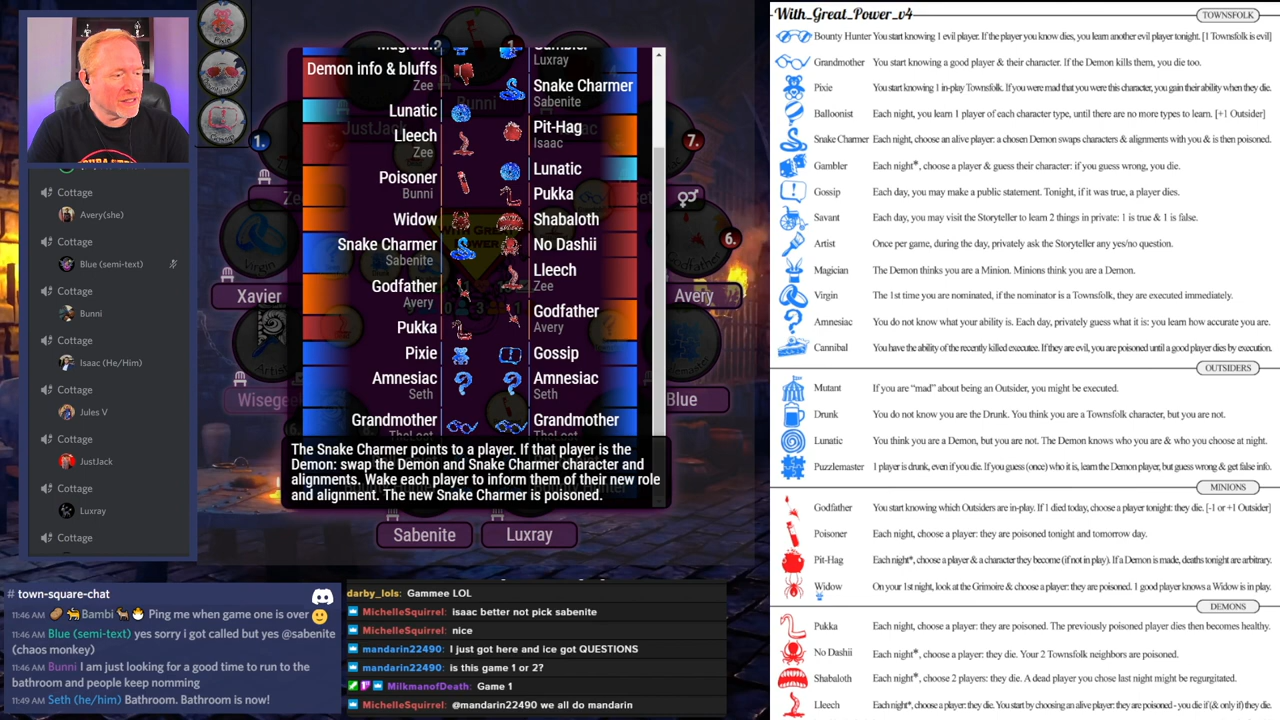 Demon info & bluffs
Zee
Lunatic
Lleech
Zee
Poisoner
Bunni
Widow
Snake Charmer
Sabenite
Godfather
Avery
Pukka
Pixie
Amnesiac
Seth
Grandmother
Luxray
Snake Charmer
Sabenite
Pit-Hag
Isaac
Lunatic
Pukka
Shabaloth
No Dashii
Lleech
Zee
Godfather
Avery
Gossip
Amnesiac
Seth
Grandmother
The Snake Charmer points to a player. If that player is the
Demon: swap the Demon and Snake Charmer character and
alignments. Wake each player to inform them of their new role
and alignment. The new Snake Charmer is poisoned.
Pixie
1.
7.
6.
JustJack
Bunni
Xavier
Virgin
Artist
Avery
Blue
Sabenite
Luxray
Cottage
Avery(she)
Cottage
Blue (semi-text)
Cottage
Bunni
Cottage
Isaac (He/Him)
Cottage
Jules V
Cottage
JustJack
Cottage
Luxray
Cottage
# town-square-chat
11:46 AM Bambi Ping me when game one is over
11:46 AM Blue (semi-text) yes sorry i got called but yes @sabenite
(chaos monkey)
11:46 AM Bunni I am just looking for a good time to run to the
bathroom and people keep nomming
11:49 AM Seth (he/him) Bathroom. Bathroom is now!
darby_lols: Gammee LOL
MichelleSquirrel: isaac better not pick sabenite
MichelleSquirrel: nice
mandarin22490: I just got here and ice got QUESTIONS
mandarin22490: is this game 1 or 2?
MilkmanofDeath: Game 1
MichelleSquirrel: @mandarin22490 we all do mandarin
With_Great_Power_v4
TOWNSFOLK
Bounty Hunter You start knowing 1 evil player. If the player you know dies, you learn another evil player tonight. [1 Townsfolk is evil]
Grandmother You start knowing a good player & their character. If the Demon kills them, you die too.
Pixie You start knowing 1 in-play Townsfolk. If you were mad that you were this character, you gain their ability when they die.
Balloonist Each night, you learn 1 player of each character type, until there are no more types to learn. [+1 Outsider]
Snake Charmer Each night, choose an alive player: a chosen Demon swaps characters & alignments with you & is then poisoned.
Gambler Each night*, choose a player & guess their character: if you guess wrong, you die.
Gossip Each day, you may make a public statement. Tonight, if it was true, a player dies.
Savant Each day, you may visit the Storyteller to learn 2 things in private: 1 is true & 1 is false.
Artist Once per game, during the day, privately ask the Storyteller any yes/no question.
Magician The Demon thinks you are a Minion. Minions think you are a Demon.
Virgin The 1st time you are nominated, if the nominator is a Townsfolk, they are executed immediately.
Amnesiac You do not know what your ability is. Each day, privately guess what it is: you learn how accurate you are.
Cannibal You have the ability of the recently killed executee. If they are evil, you are poisoned until a good player dies by execution.
OUTSIDERS
Mutant If you are “mad” about being an Outsider, you might be executed.
Drunk You do not know you are the Drunk. You think you are a Townsfolk character, but you are not.
Lunatic You think you are a Demon, but you are not. The Demon knows who you are & who you choose at night.
Puzzlemaster 1 player is drunk, even if you die. If you guess (once) who it is, learn the Demon player, but guess wrong & get false info.
MINIONS
Godfather You start knowing which Outsiders are in-play. If 1 died today, choose a player tonight: they die. [-1 or +1 Outsider]
Poisoner Each night, choose a player: they are poisoned tonight and tomorrow day.
Pit-Hag Each night*, choose a player & a character they become (if not in play). If a Demon is made, deaths tonight are arbitrary.
Widow On your 1st night, look at the Grimoire & choose a player: they are poisoned. 1 good player knows a Widow is in play.
DEMONS
Pukka Each night, choose a player: they are poisoned. The previously poisoned player dies then becomes healthy.
No Dashii Each night*, choose a player: they die. Your 2 Townsfolk neighbors are poisoned.
Shabaloth Each night*, choose 2 players: they die. A dead player you chose last night might be regurgitated.
Lleech Each night*, choose a player: they die. You start by choosing an alive player: they are poisoned - you die if (& only if) they die.